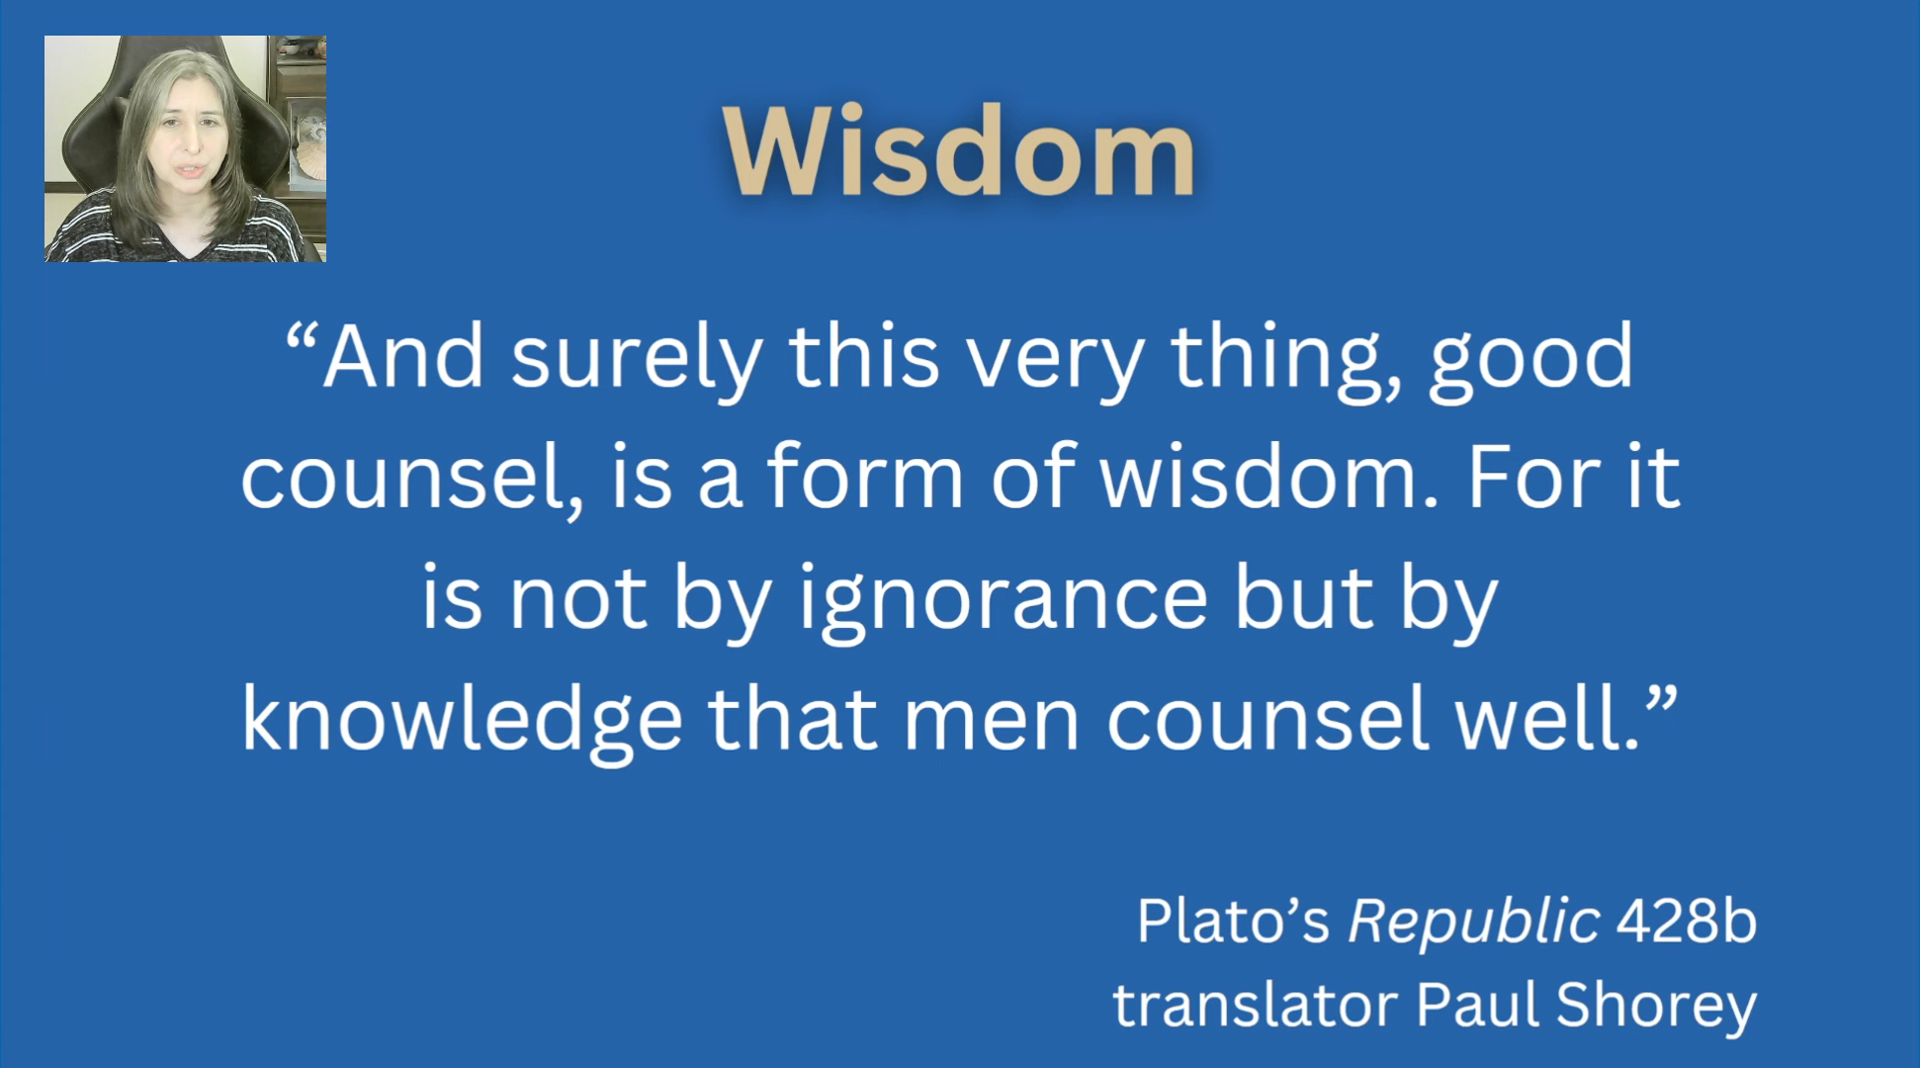 Wisdom
“And surely this very thing, good
counsel, is a form of wisdom. For it
is not by ignorance but by
knowledge that men counsel well.”
Plato’s Republic 428b
translator Paul Shorey